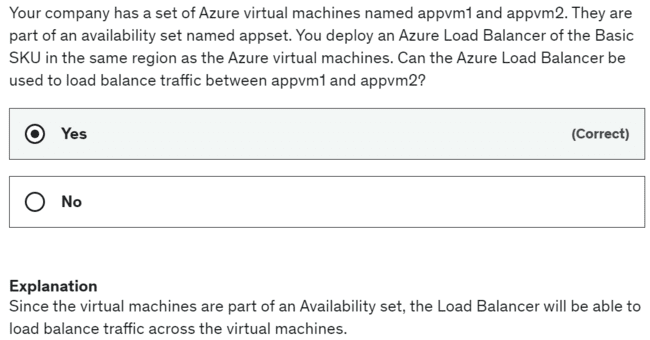 Your company has a set of Azure virtual machines named appvm1 and appvm2. They are
part of an availability set named appset. You deploy an Azure Load Balancer of the Basic
SKU in the same region as the Azure virtual machines. Can the Azure Load Balancer be
used to load balance traffic between appvm1 and appvm2?
Yes (Correct)
No
Explanation
Since the virtual machines are part of an Availability set, the Load Balancer will be able to
load balance traffic across the virtual machines.